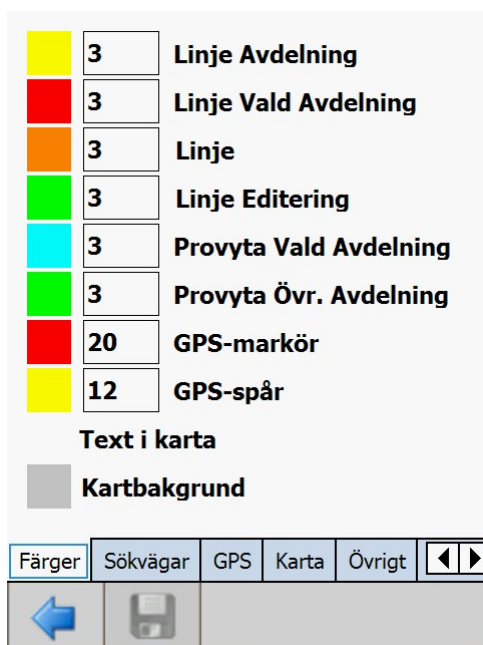 3 Linje Avdelning
3 Linje Vald Avdelning
3 Linje
3 Linje Editering
3 Provyta Vald Avdelning
3 Provyta Övr. Avdelning
20 GPS-markör
12 GPS-spår
Text i karta
Kartbakgrund
Färger Sökvägar GPS Karta Övrigt